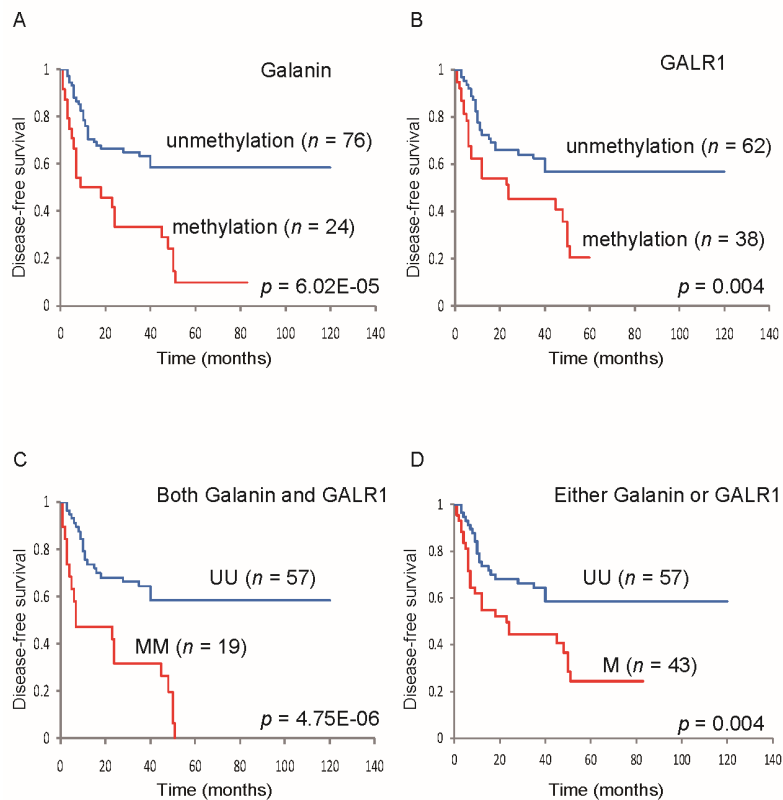 A
Galanin
Disease-free survival
1
0.8
0.6
0.4
0.2
0
unmethylation (n = 76)
methylation (n = 24)
p = 6.02E-05
0 20 40 60 80 100 120 140
Time (months)
B
GALR1
Disease-free survival
1
0.8
0.6
0.4
0.2
0
unmethylation (n = 62)
methylation (n = 38)
p = 0.004
0 20 40 60 80 100 120 140
Time (months)
C
Both Galanin and GALR1
Disease-free survival
1
0.8
0.6
0.4
0.2
0
UU (n = 57)
MM (n = 19)
p = 4.75E-06
0 20 40 60 80 100 120 140
Time (months)
D
Either Galanin or GALR1
Disease-free survival
1
0.8
0.6
0.4
0.2
0
UU (n = 57)
M (n = 43)
p = 0.004
0 20 40 60 80 100 120 140
Time (months)